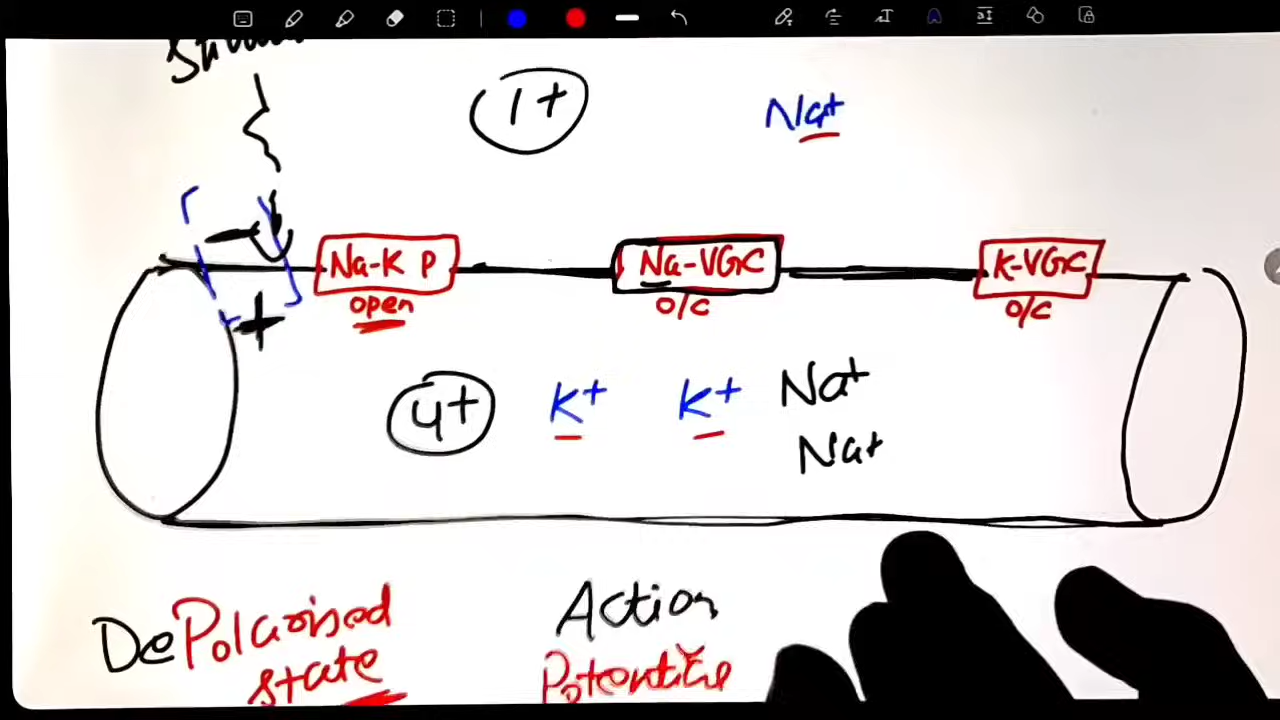 1+
Na+
-
Na-K P
Na-VGC
K-VGC
+
open
o/c
o/c
4+
K+
K+
Na+
Na+
DePolarised
state
Action
Potential